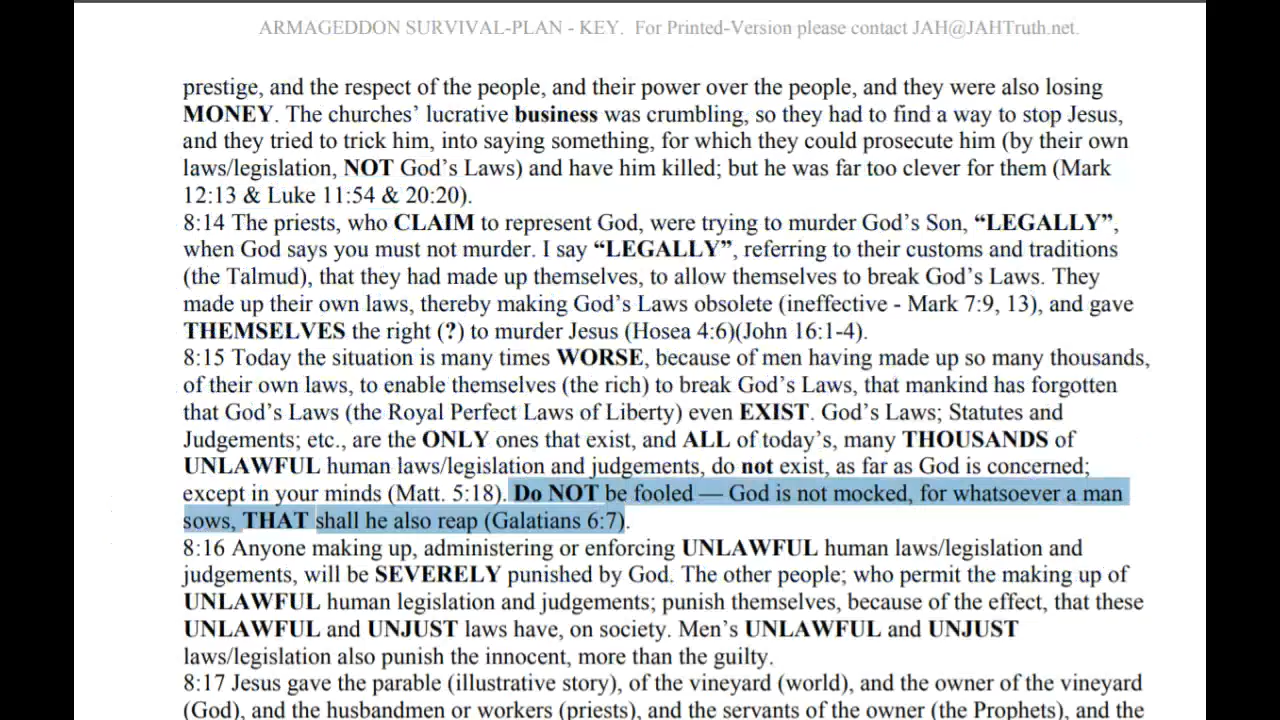 ARMAGEDDON SURVIVAL-PLAN - KEY. For Printed-Version please contact JAH@JAHTruth.net.
prestige, and the respect of the people, and their power over the people, and they were also losing
MONEY. The churches’ lucrative business was crumbling, so they had to find a way to stop Jesus,
and they tried to trick him, into saying something, for which they could prosecute him (by their own
laws/legislation, NOT God’s Laws) and have him killed; but he was far too clever for them (Mark
12:13 & Luke 11:54 & 20:20).
8:14 The priests, who CLAIM to represent God, were trying to murder God’s Son, “LEGALLY”,
when God says you must not murder. I say “LEGALLY”, referring to their customs and traditions
(the Talmud), that they had made up themselves, to allow themselves to break God’s Laws. They
made up their own laws, thereby making God’s Laws obsolete (ineffective - Mark 7:9, 13), and gave
THEMSELVES the right (?) to murder Jesus (Hosea 4:6)(John 16:1-4).
8:15 Today the situation is many times WORSE, because of men having made up so many thousands,
of their own laws, to enable themselves (the rich) to break God’s Laws, that mankind has forgotten
that God’s Laws (the Royal Perfect Laws of Liberty) even EXIST. God’s Laws; Statutes and
Judgements; etc., are the ONLY ones that exist, and ALL of today’s, many THOUSANDS of
UNLAWFUL human laws/legislation and judgements, do not exist, as far as God is concerned;
except in your minds (Matt. 5:18). Do NOT be fooled — God is not mocked, for whatsoever a man
sows, THAT shall he also reap (Galatians 6:7).
8:16 Anyone making up, administering or enforcing UNLAWFUL human laws/legislation and
judgements, will be SEVERELY punished by God. The other people; who permit the making up of
UNLAWFUL human legislation and judgements; punish themselves, because of the effect, that these
UNLAWFUL and UNJUST laws have, on society. Men’s UNLAWFUL and UNJUST
laws/legislation also punish the innocent, more than the guilty.
8:17 Jesus gave the parable (illustrative story), of the vineyard (world), and the owner of the vineyard
(God), and the husbandmen or workers (priests), and the servants of the owner (the Prophets), and the